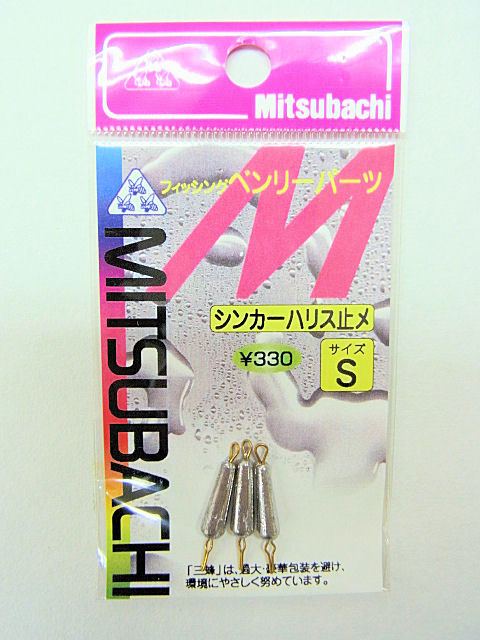 Mitsubachi
フィッシングベンリーパーツ
M
MITSUBACHI
シンカーハリス止メ
¥330
サイズ
S
「三蜂」は、過大・豪華包装を避け、
環境にやさしく努めています。